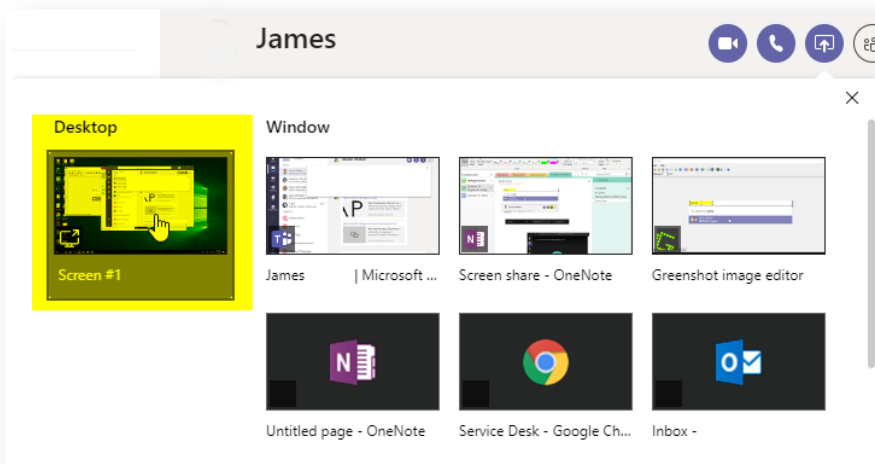 James
Desktop
Window
Screen #1
James | Microsoft ...
Screen share - OneNote
Greenshot image editor
Untitled page - OneNote
Service Desk - Google Ch...
Inbox -